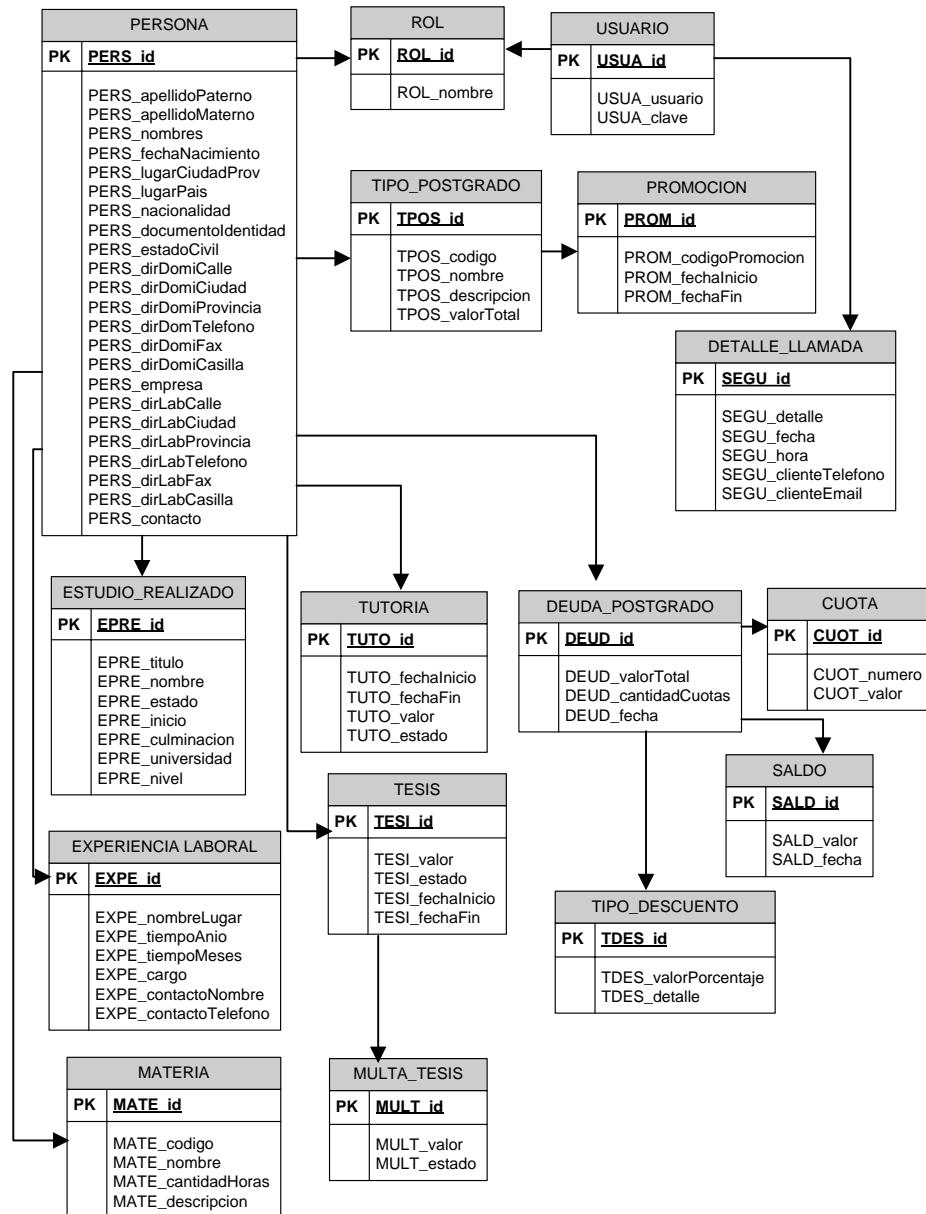 PERSONA
PK PERS_id
PERS_apellidoPaterno
PERS_apellidoMaterno
PERS_nombres
PERS_fechaNacimiento
PERS_lugarCiudadProv
PERS_lugarPais
PERS_nacionalidad
PERS_documentoIdentidad
PERS_estadoCivil
PERS_dirDomiCalle
PERS_dirDomiCiudad
PERS_dirDomiProvincia
PERS_dirDomTelefono
PERS_dirDomiFax
PERS_dirDomiCasilla
PERS_empresa
PERS_dirLabCalle
PERS_dirLabCiudad
PERS_dirLabProvincia
PERS_dirLabTelefono
PERS_dirLabFax
PERS_dirLabCasilla
PERS_contacto
ROL
PK ROL_id
ROL_nombre
USUARIO
PK USUA_id
USUA_usuario
USUA_clave
TIPO_POSTGRADO
PK TPOS_id
TPOS_codigo
TPOS_nombre
TPOS_descripcion
TPOS_valorTotal
PROMOCION
PK PROM_id
PROM_codigoPromocion
PROM_fechaInicio
PROM_fechaFin
DETALLE_LLAMADA
PK SEGU_id
SEGU_detalle
SEGU_fecha
SEGU_hora
SEGU_clienteTelefono
SEGU_clienteEmail
ESTUDIO_REALIZADO
PK EPRE_id
EPRE_titulo
EPRE_nombre
EPRE_estado
EPRE_inicio
EPRE_culminacion
EPRE_universidad
EPRE_nivel
TUTORIA
PK TUTO_id
TUTO_fechaInicio
TUTO_fechaFin
TUTO_valor
TUTO_estado
DEUDA_POSTGRADO
PK DEUD_id
DEUD_valorTotal
DEUD_cantidadCuotas
DEUD_fecha
CUOTA
PK CUOT_id
CUOT_numero
CUOT_valor
SALDO
PK SALD_id
SALD_valor
SALD_fecha
TESIS
PK TESI_id
TESI_valor
TESI_estado
TESI_fechaInicio
TESI_fechaFin
EXPERIENCIA LABORAL
PK EXPE_id
EXPE_nombreLugar
EXPE_tiempoAnio
EXPE_tiempoMeses
EXPE_cargo
EXPE_contactoNombre
EXPE_contactoTelefono
TIPO_DESCUENTO
PK TDES_id
TDES_valorPorcentaje
TDES_detalle
MATERIA
PK MATE_id
MATE_codigo
MATE_nombre
MATE_cantidadHoras
MATE_descripcion
MULTA_TESIS
PK MULT_id
MULT_valor
MULT_estado